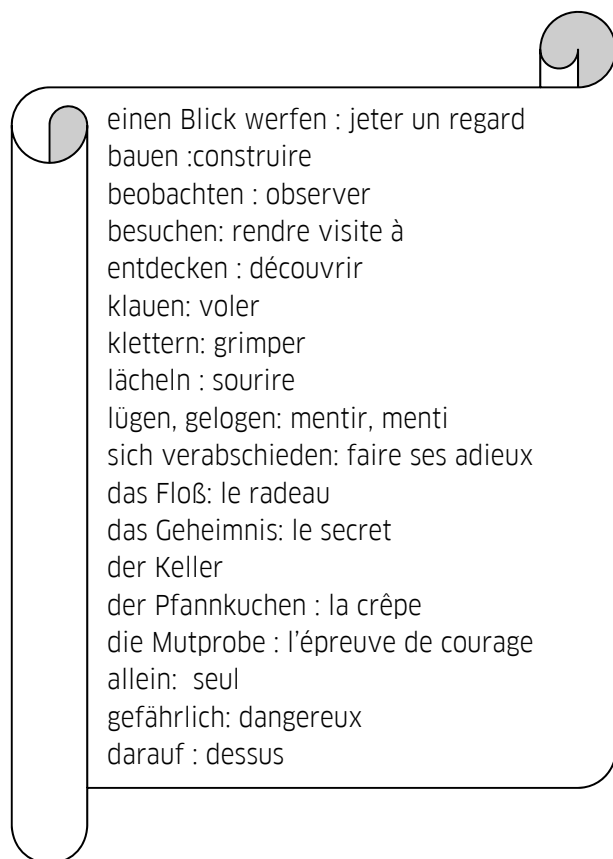 einen Blick werfen : jeter un regard
bauen :construire
beobachten : observer
besuchen: rendre visite à
entdecken : découvrir
klauen: voler
klettern: grimper
lächeln : sourire
lügen, gelogen: mentir, menti
sich verabschieden: faire ses adieux
das Floß: le radeau
das Geheimnis: le secret
der Keller
der Pfannkuchen : la crêpe
die Mutprobe : l'épreuve de courage
allein:  seul
gefährlich: dangereux
darauf : dessus